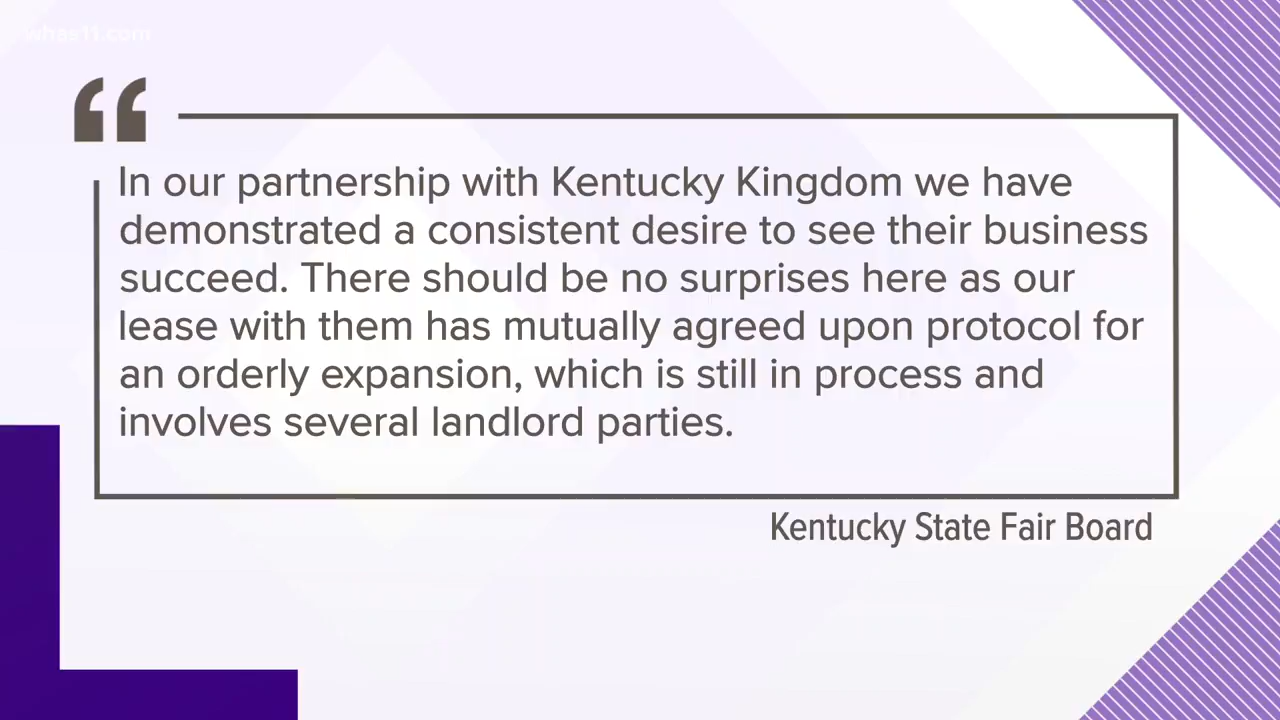 whas11.com
“
In our partnership with Kentucky Kingdom we have
demonstrated a consistent desire to see their business
succeed. There should be no surprises here as our
lease with them has mutually agreed upon protocol for
an orderly expansion, which is still in process and
involves several landlord parties.
Kentucky State Fair Board